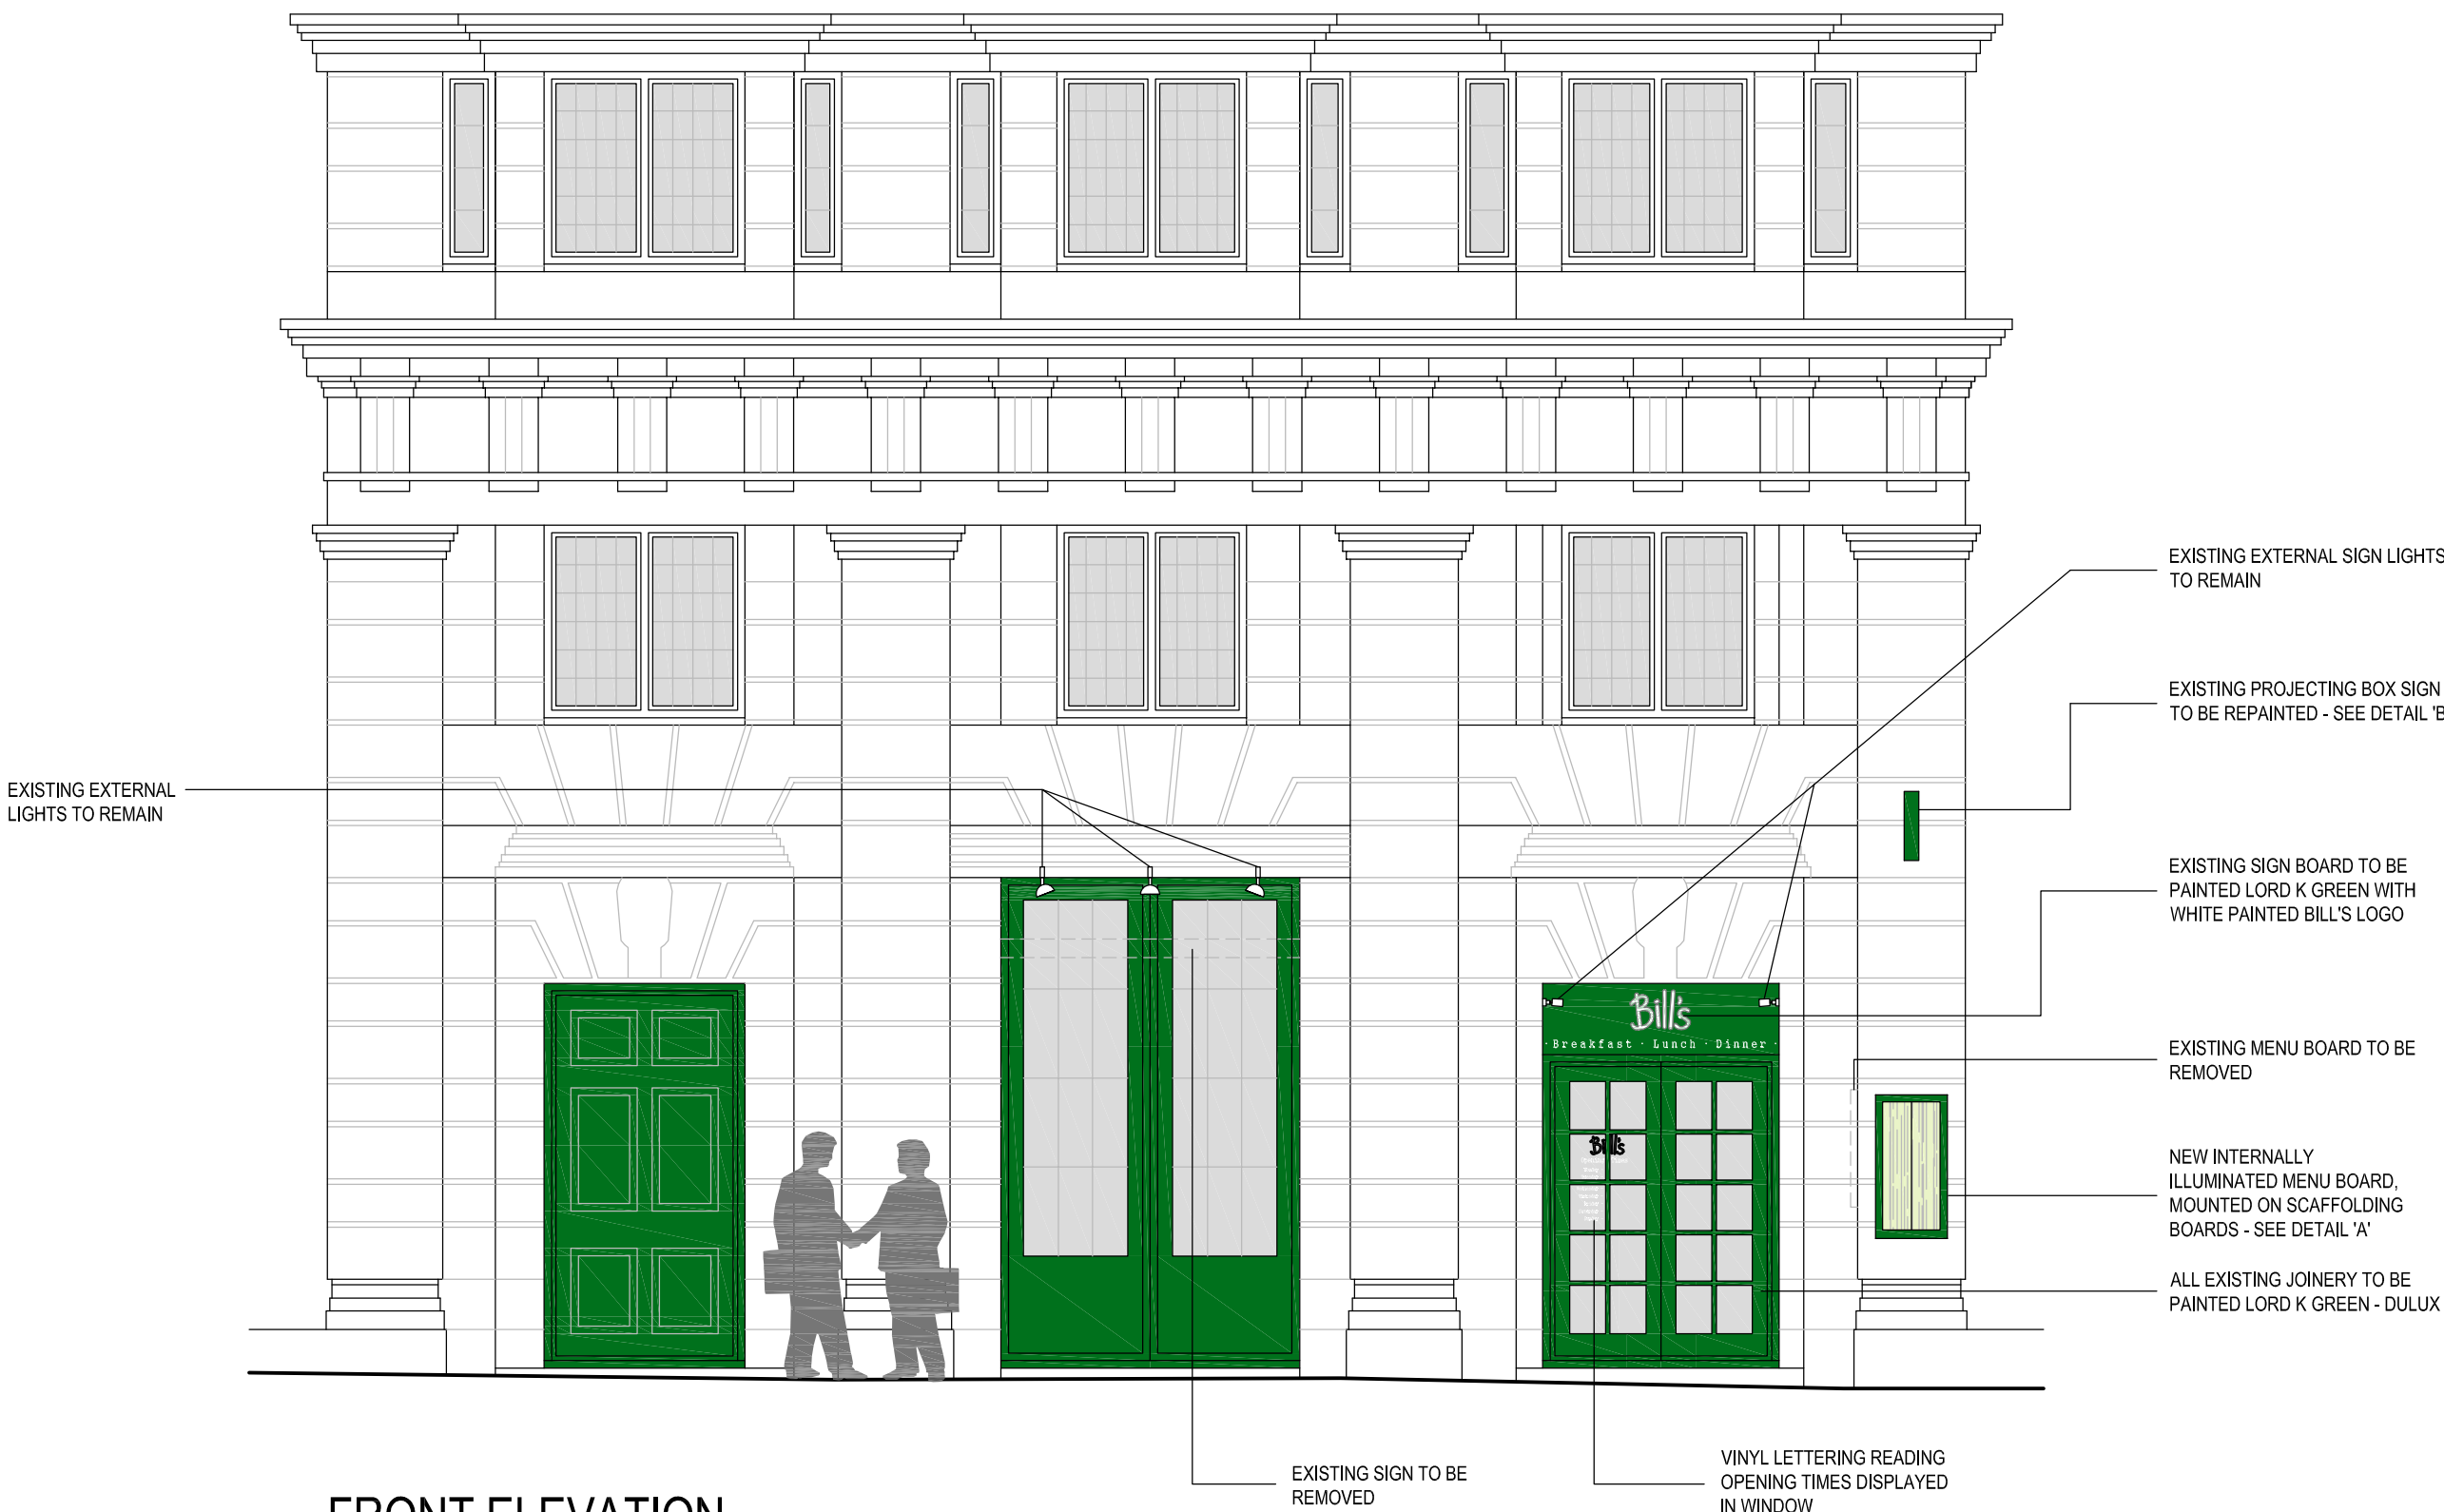 EXISTING EXTERNAL SIGN LIGHTS
TO REMAIN
EXISTING PROJECTING BOX SIGN
TO BE REPAINTED - SEE DETAIL 'B
EXISTING EXTERNAL
LIGHTS TO REMAIN
EXISTING SIGN BOARD TO BE
PAINTED LORD K GREEN WITH
WHITE PAINTED BILL'S LOGO
Bill's
· Breakfast · Lunch · Dinner ·
EXISTING MENU BOARD TO BE
REMOVED
Bill's
NEW INTERNALLY
ILLUMINATED MENU BOARD,
MOUNTED ON SCAFFOLDING
BOARDS - SEE DETAIL 'A'
ALL EXISTING JOINERY TO BE
PAINTED LORD K GREEN - DULUX
EXISTING SIGN TO BE
REMOVED
VINYL LETTERING READING
OPENING TIMES DISPLAYED
IN WINDOW
FRONT ELEVATION